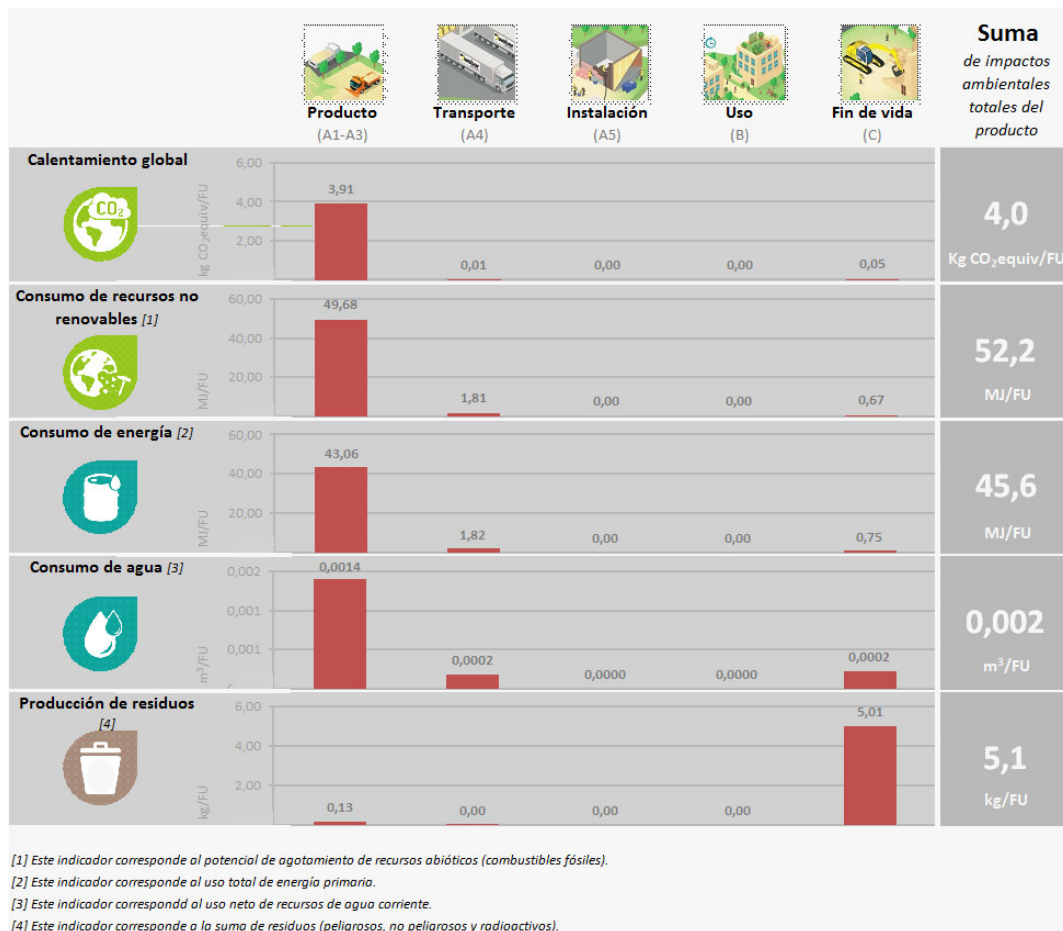 Producto
(A1-A3)
Transporte
(A4)
Instalación
(A5)
Uso
(B)
Fin de vida
(C)
Suma
de impactos
ambientales
totales del
producto
Calentamiento global
CO₂
kg CO₂equiv/FU
6,00
4,00
2,00
3,91
0,01
0,00
0,00
0,05
4,0
Kg CO₂equiv/FU
Consumo de recursos no
renovables [1]
MJ/FU
60,00
40,00
20,00
49,68
1,81
0,00
0,00
0,67
52,2
MJ/FU
Consumo de energía [2]
MJ/FU
60,00
40,00
20,00
43,06
1,82
0,00
0,00
0,75
45,6
MJ/FU
Consumo de agua [3]
m³/FU
0,002
0,001
0,001
0,0014
0,0002
0,0000
0,0000
0,0002
0,002
m³/FU
Producción de residuos
[4]
kg/FU
6,00
4,00
2,00
0,13
0,00
0,00
0,00
5,01
5,1
kg/FU
[1] Este indicador corresponde al potencial de agotamiento de recursos abióticos (combustibles fósiles).
[2] Este indicador corresponde al uso total de energía primaria.
[3] Este indicador correspondd al uso neto de recursos de agua corriente.
[4] Este indicador corresponde a la suma de residuos (peligrosos, no peligrosos y radioactivos).